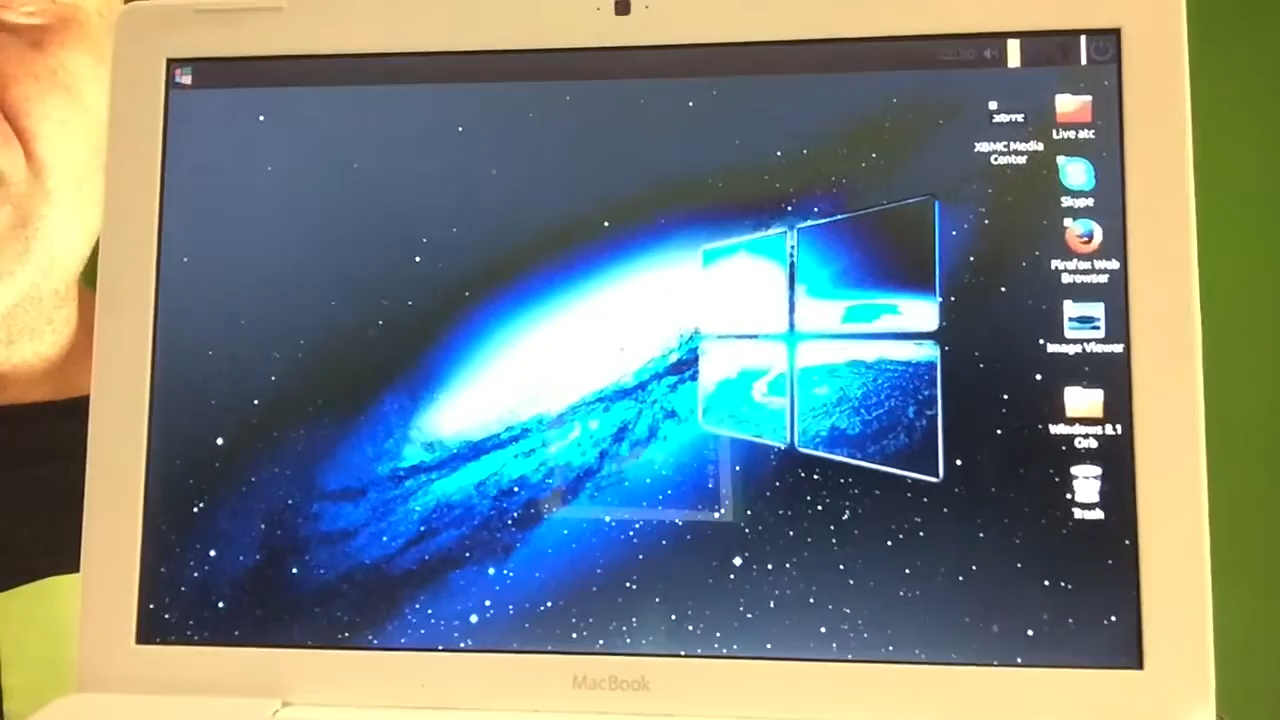 xbmc
XBMC Media
Center
Live atc
Skype
Firefox Web
Browser
Image Viewer
Windows 8.1
Orb
Trash
MacBook